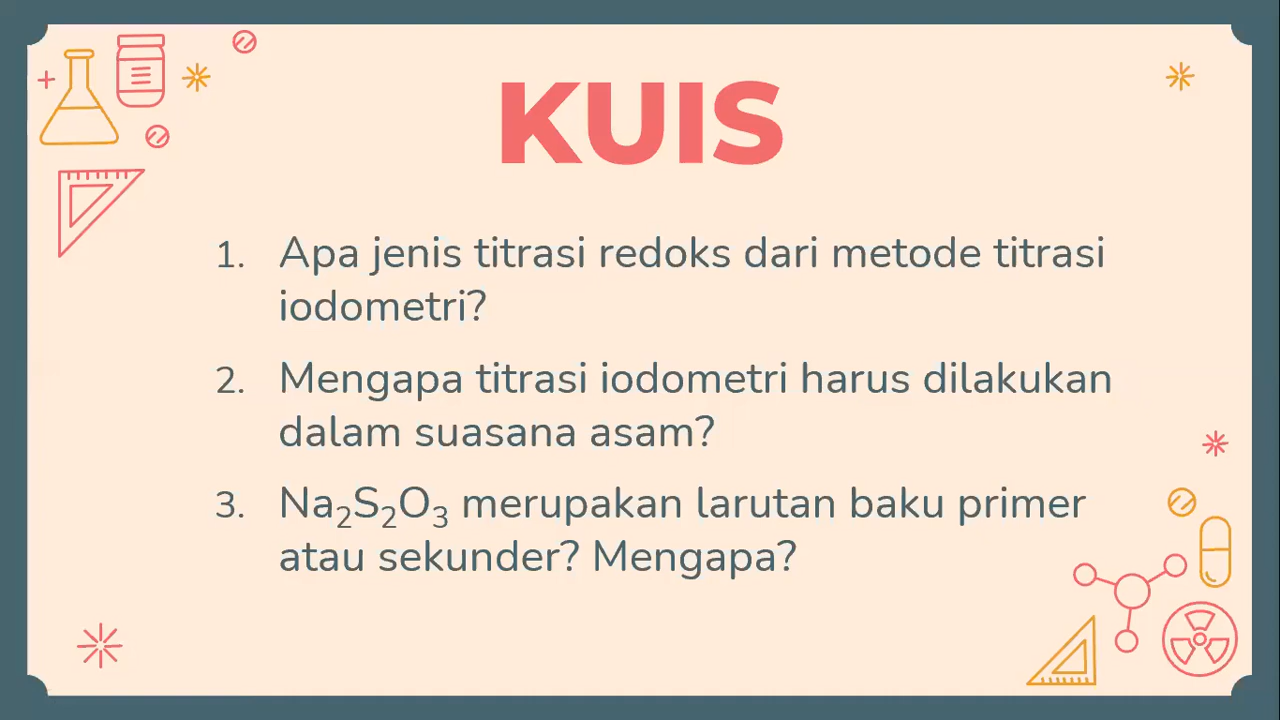 KUIS
1. Apa jenis titrasi redoks dari metode titrasi
iodometri?
2. Mengapa titrasi iodometri harus dilakukan
dalam suasana asam?
3. Na₂S₂O₃ merupakan larutan baku primer
atau sekunder? Mengapa?